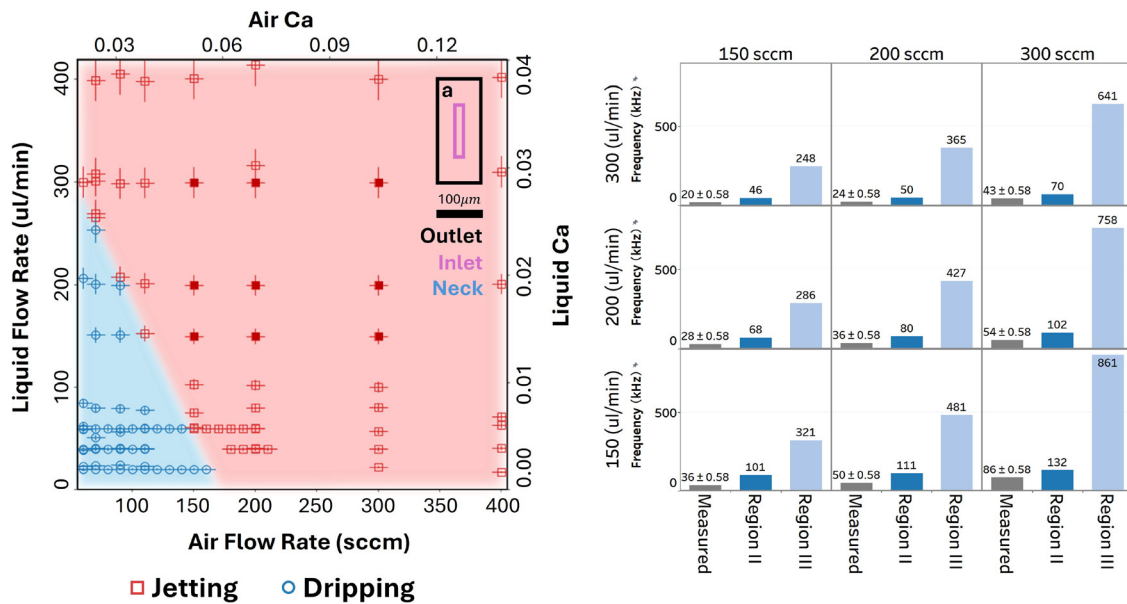 Air Ca
0.03 0.06 0.09 0.12
Liquid Flow Rate (ul/min)
400
300
200
100
0
0.04
0.03
0.02
0.01
0.00
Liquid Ca
a
100μm
Outlet
Inlet
Neck
100 150 200 250 300 350 400
Air Flow Rate (sccm)
Jetting Dripping
150 sccm 200 sccm 300 sccm
300 (ul/min)
Frequency (kHz) *
500
0
20 ± 0.58 46 248 24 ± 0.58 50 365 43 ± 0.58 70 641
200 (ul/min)
Frequency (kHz) *
500
0
28 ± 0.58 68 286 36 ± 0.58 80 427 54 ± 0.58 102 758
150 (ul/min)
Frequency (kHz) *
500
0
36 ± 0.58 101 321 50 ± 0.58 111 481 86 ± 0.58 132 861
Measured Region II Region III Measured Region II Region III Measured Region II Region III